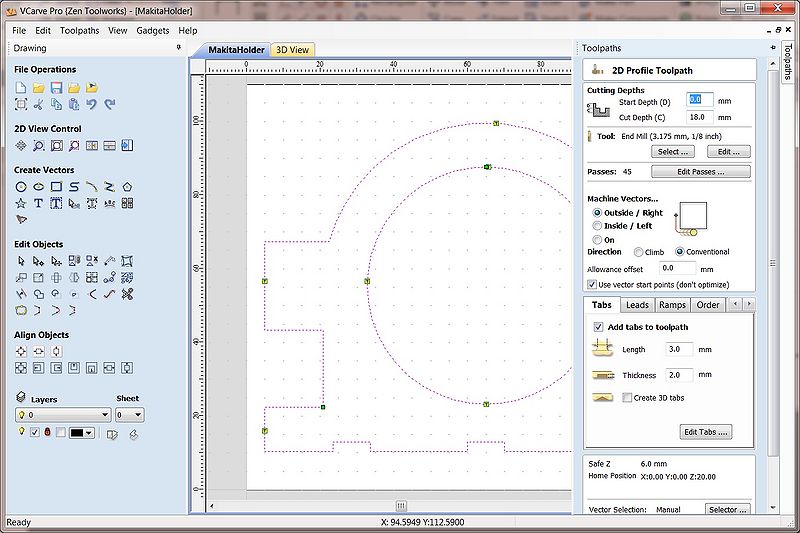 VCarve Pro (Zen Toolworks) - [MakitaHolder]
File Edit Toolpaths View Gadgets Help
Drawing
File Operations
2D View Control
Create Vectors
Edit Objects
Align Objects
Layers Sheet
0 0
MakitaHolder 3D View
0 20 40 60 80
100
80
60
40
20
0
Toolpaths
2D Profile Toolpath
Cutting Depths
Start Depth (D) 0.0 mm
Cut Depth (C) 18.0 mm
Tool: End Mill (3.175 mm, 1/8 inch)
Select ... Edit ...
Passes: 45 Edit Passes ...
Machine Vectors...
Outside / Right
Inside / Left
On
Direction Climb Conventional
Allowance offset 0.0 mm
Use vector start points (don't optimize)
Tabs Leads Ramps Order
Add tabs to toolpath
Length 3.0 mm
Thickness 2.0 mm
Create 3D tabs
Edit Tabs ....
Safe Z 6.0 mm
Home Position X:0.00 Y:0.00 Z:20.00
Vector Selection: Manual Selector ...
Toolpaths
Ready X: 94.5949 Y:112.5900